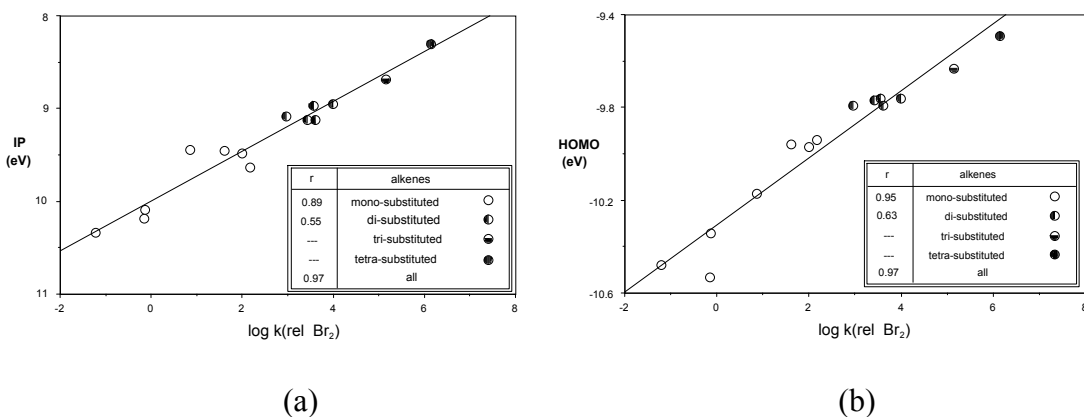 8
9
IP
(eV)
10
11
r alkenes
0.89 mono-substituted
0.55 di-substituted
--- tri-substituted
--- tetra-substituted
0.97 all
-2 0 2 4 6 8
log k(rel Br₂)
(a)
-9.4
-9.8
HOMO
(eV)
-10.2
-10.6
r alkenes
0.95 mono-substituted
0.63 di-substituted
--- tri-substituted
--- tetra-substituted
0.97 all
-2 0 2 4 6 8
log k(rel Br₂)
(b)